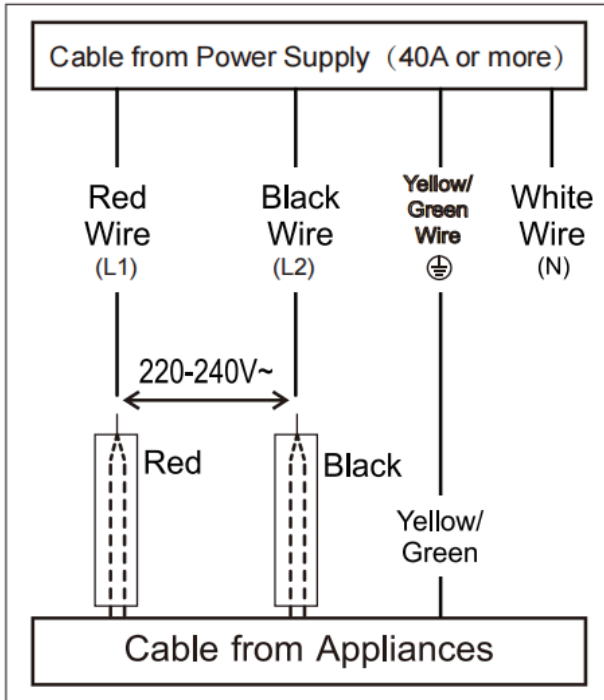 Cable from Power Supply（40A or more）
Red
Wire
(L1)
Black
Wire
(L2)
Yellow/
Green
Wire
White
Wire
(N)
220-240V~
Red
Black
Yellow/
Green
Cable from Appliances